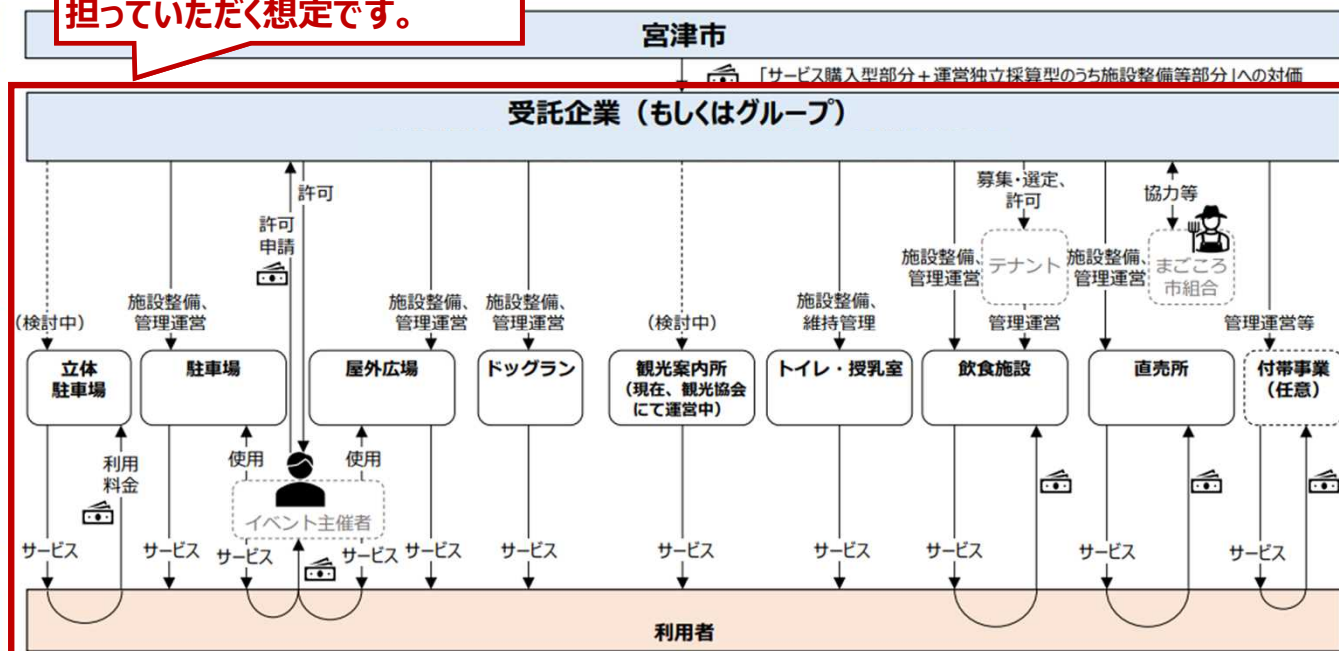 担っていただく想定です。
宮津市
「サービス購入型部分＋運営独立採算型のうち施設整備等部分」への対価
受託企業（もしくはグループ）
許可
許可
申請
募集・選定、
許可
協力等
テナント
まごころ
市組合
(検討中)
施設整備、
管理運営
施設整備、
管理運営
施設整備、
管理運営
(検討中)
施設整備、
維持管理
施設整備、
管理運営
管理運営
施設整備、
管理運営
管理運営等
立体
駐車場
駐車場
屋外広場
ドッグラン
観光案内所
(現在、観光協会
にて運営中)
トイレ・授乳室
飲食施設
直売所
付帯事業
(任意)
利用
料金
使用
使用
イベント主催者
サービス
サービス
サービス
サービス
サービス
サービス
サービス
サービス
サービス
サービス
サービス
利用者